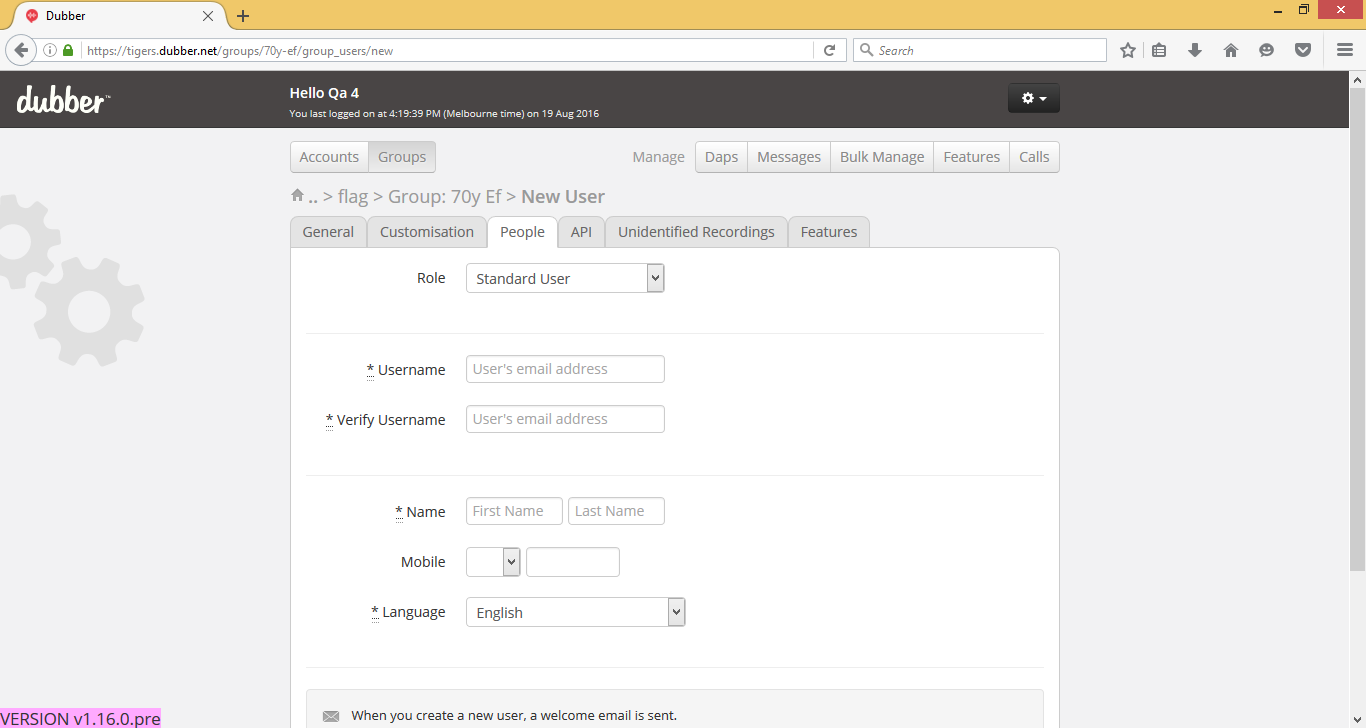 Dubber
https://tigers.dubber.net/groups/70y-ef/group_users/new
Search
dubber™
Hello Qa 4
You last logged on at 4:19:39 PM (Melbourne time) on 19 Aug 2016
Accounts Groups Manage Daps Messages Bulk Manage Features Calls
.. > flag > Group: 70y Ef > New User
General Customisation People API Unidentified Recordings Features
Role Standard User
* Username User's email address
* Verify Username User's email address
* Name First Name Last Name
Mobile
* Language English
When you create a new user, a welcome email is sent.
VERSION v1.16.0.pre